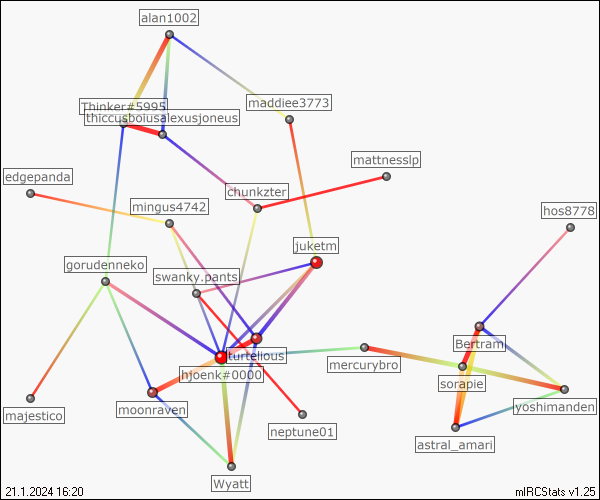 alan1002
Thinker#5995
maddiee3773
thiccusboiusalexusjoneus
mattnesslp
edgepanda
chunkzter
mingus4742
hos8778
juketm
gorudenneko
swanky.pants
turelious
Bertram
mercurybro
hjoenk#0000
sorapie
moonraven
yoshimanden
majestico
neptune01
astral_amari
Wyatt
21.1.2024 16:20
mIRCStats v1.25